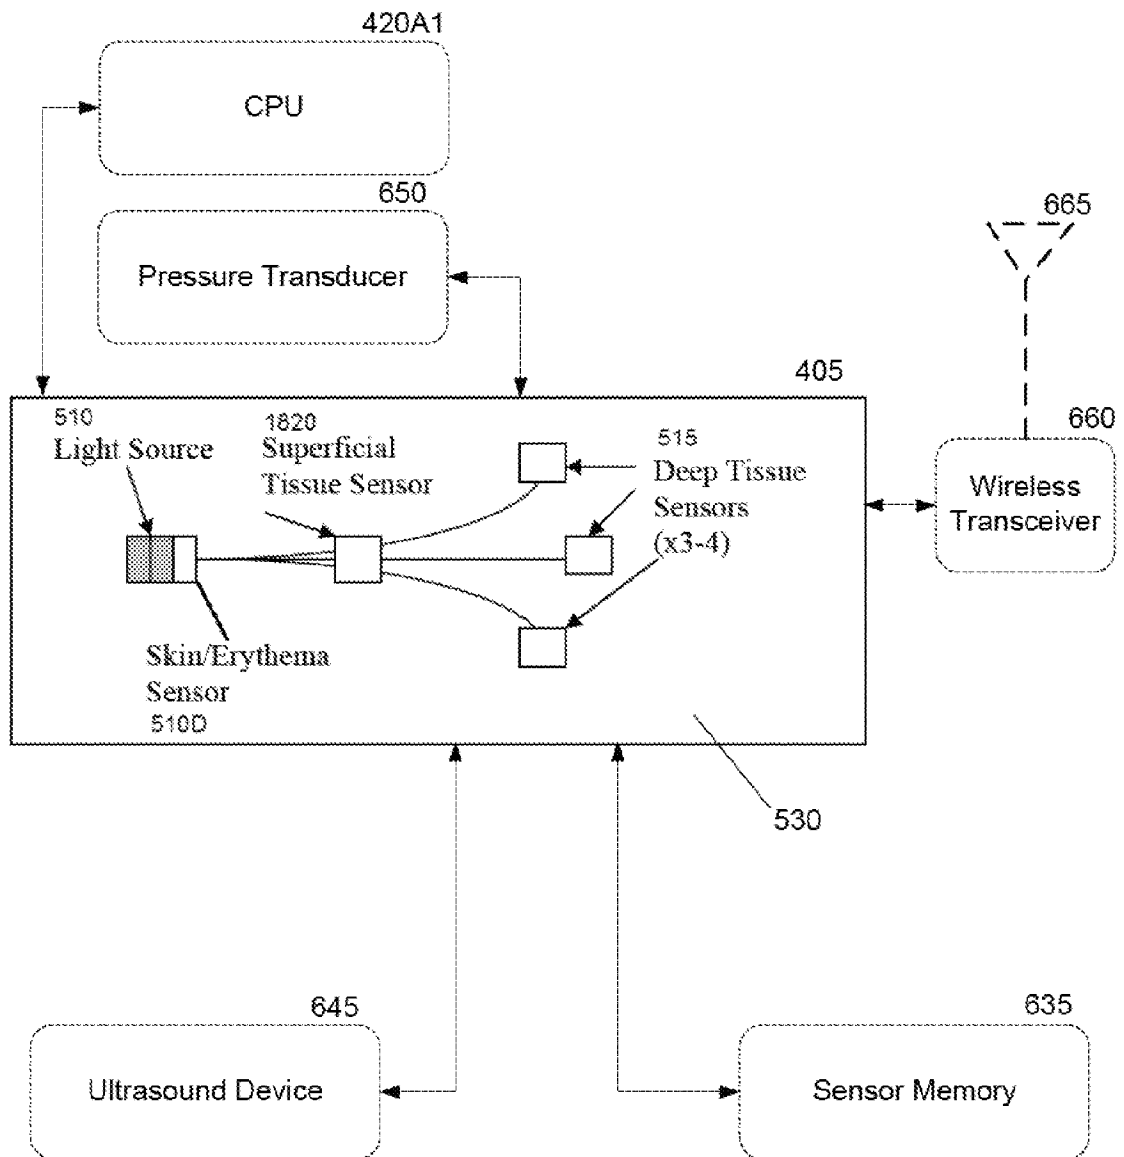 420A1
CPU
650
Pressure Transducer
665
405
660
Wireless
Transceiver
510
Light Source
1820
Superficial
Tissue Sensor
515
Deep Tissue
Sensors
(x3-4)
Skin/Erythema
Sensor
510D
530
645
Ultrasound Device
635
Sensor Memory